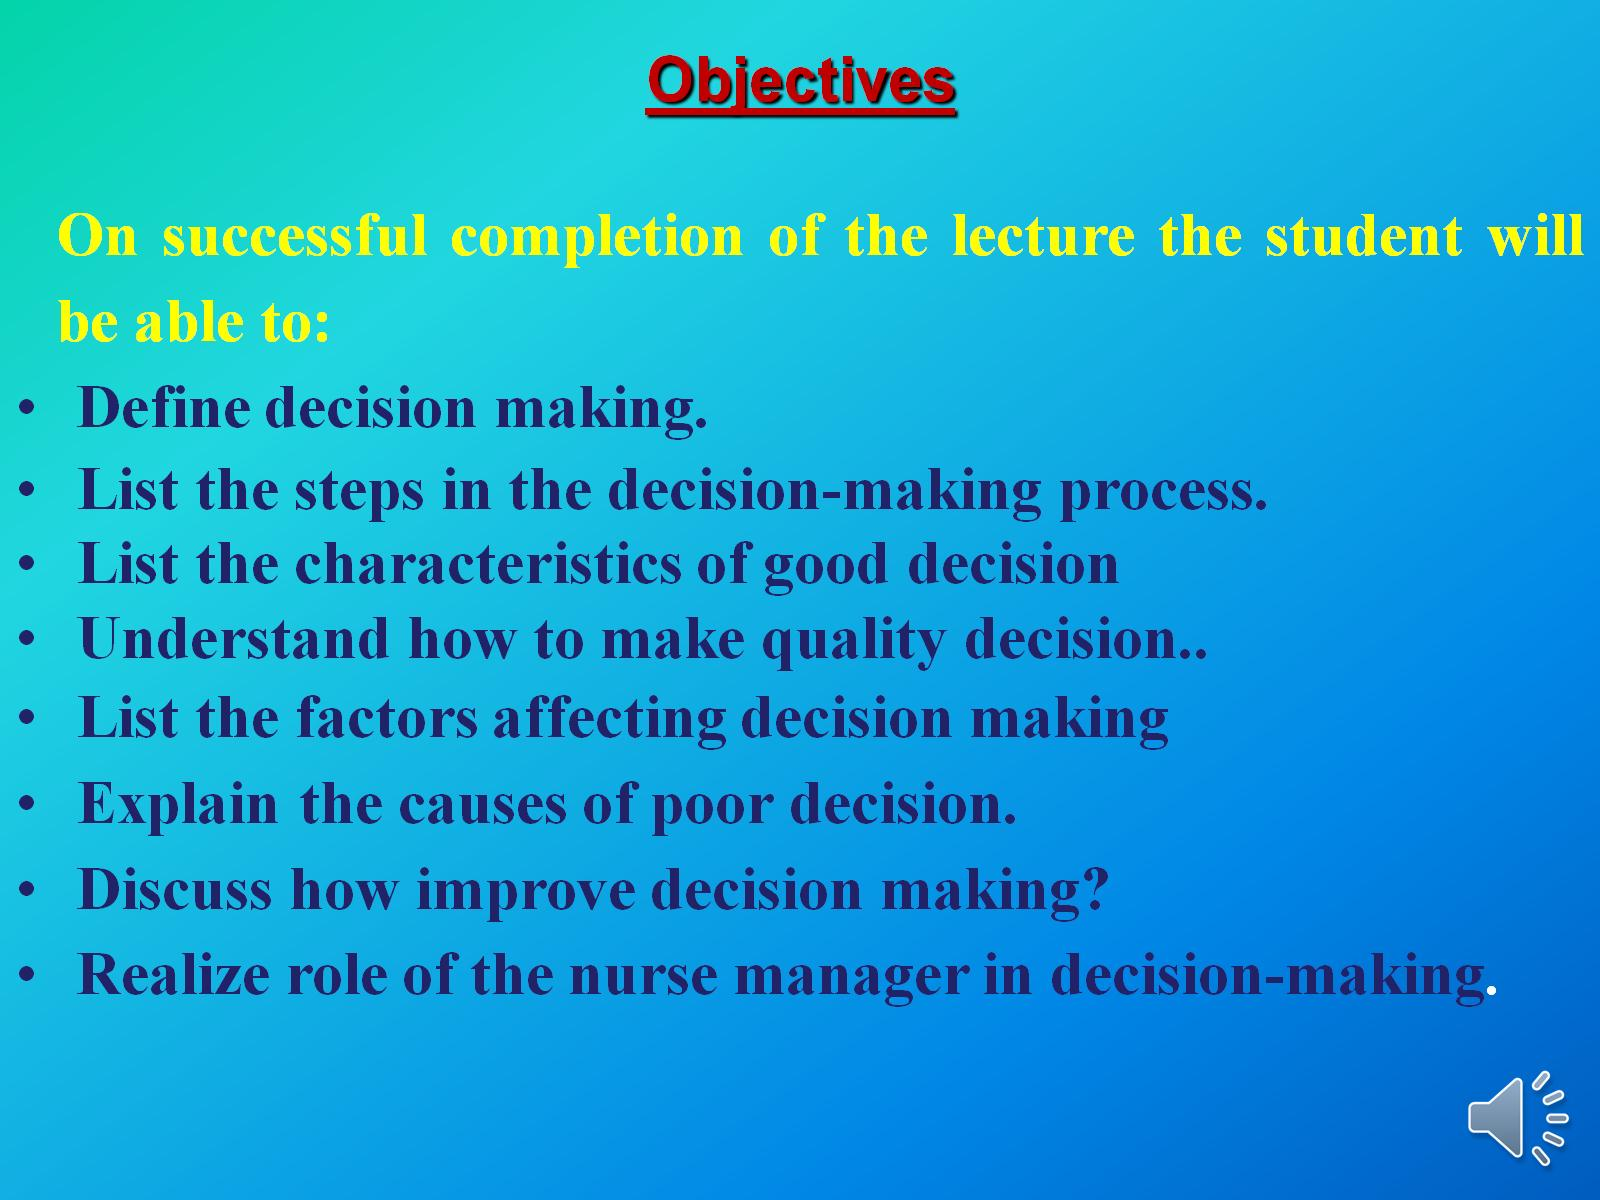 Objectives
On successful completion of the lecture the student will
be able to:
• Define decision making.
• List the steps in the decision-making process.
• List the characteristics of good decision
• Understand how to make quality decision..
• List the factors affecting decision making
• Explain the causes of poor decision.
• Discuss how improve decision making?
• Realize role of the nurse manager in decision-making.